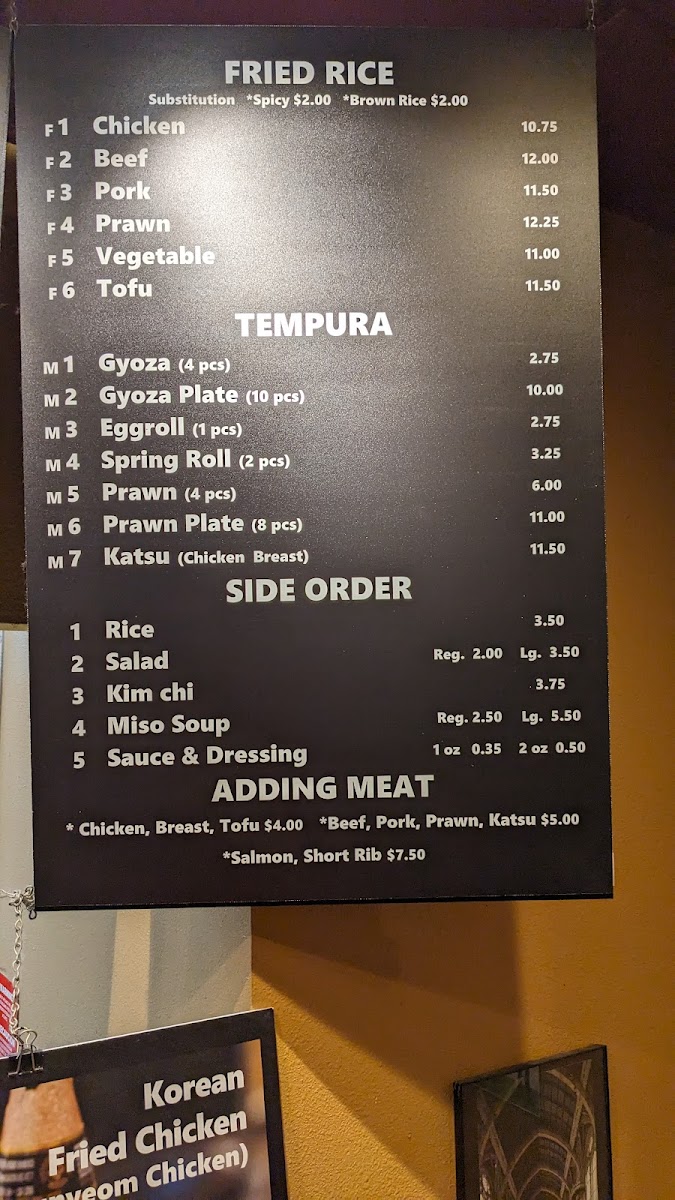 FRIED RICE
Substitution *Spicy $2.00 *Brown Rice $2.00
F1 Chicken 10.75
F2 Beef 12.00
F3 Pork 11.50
F4 Prawn 12.25
F5 Vegetable 11.00
F6 Tofu 11.50
TEMPURA
M1 Gyoza (4 pcs) 2.75
M2 Gyoza Plate (10 pcs) 10.00
M3 Eggroll (1 pcs) 2.75
M4 Spring Roll (2 pcs) 3.25
M5 Prawn (4 pcs) 6.00
M6 Prawn Plate (8 pcs) 11.00
M7 Katsu (Chicken Breast) 11.50
SIDE ORDER
1 Rice 3.50
2 Salad Reg. 2.00 Lg. 3.50
3 Kim chi 3.75
4 Miso Soup Reg. 2.50 Lg. 5.50
5 Sauce & Dressing 1 oz 0.35 2 oz 0.50
ADDING MEAT
* Chicken, Breast, Tofu $4.00 *Beef, Pork, Prawn, Katsu $5.00
*Salmon, Short Rib $7.50
Korean
Fried Chicken
Chicken)